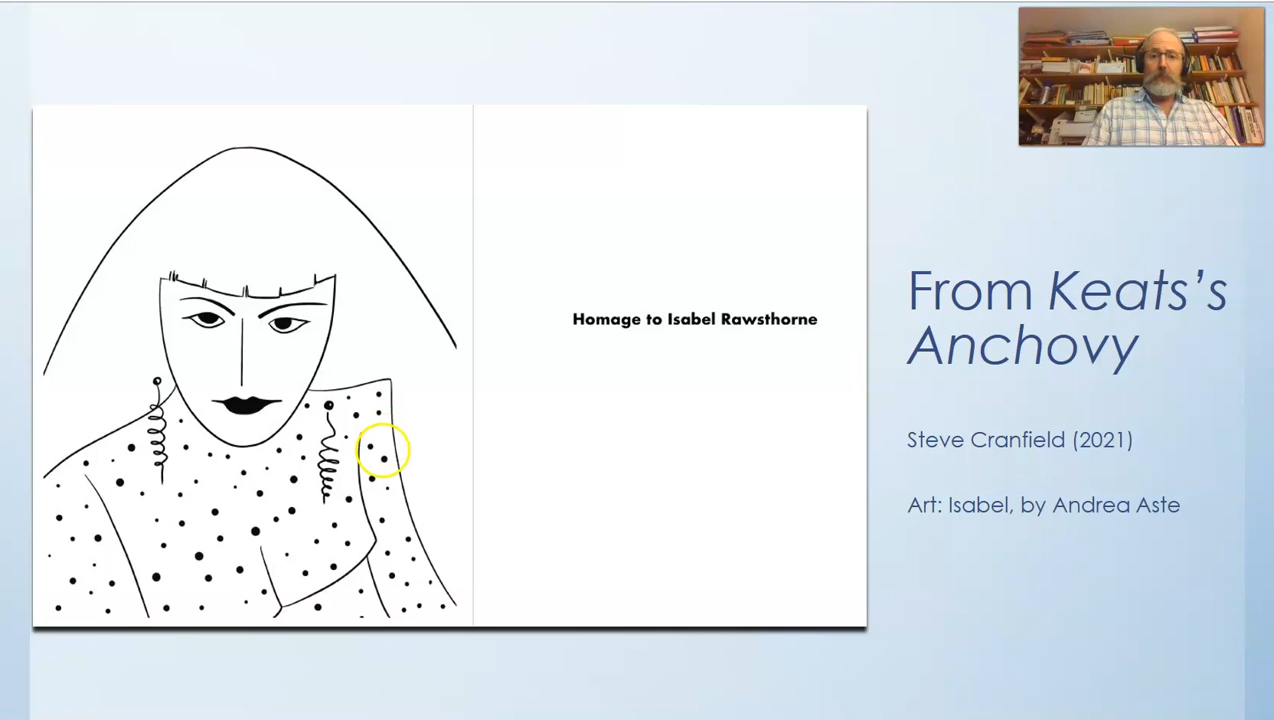 Homage to Isabel Rawsthorne
From Keats’s
Anchovy
Steve Cranfield (2021)
Art: Isabel, by Andrea Aste